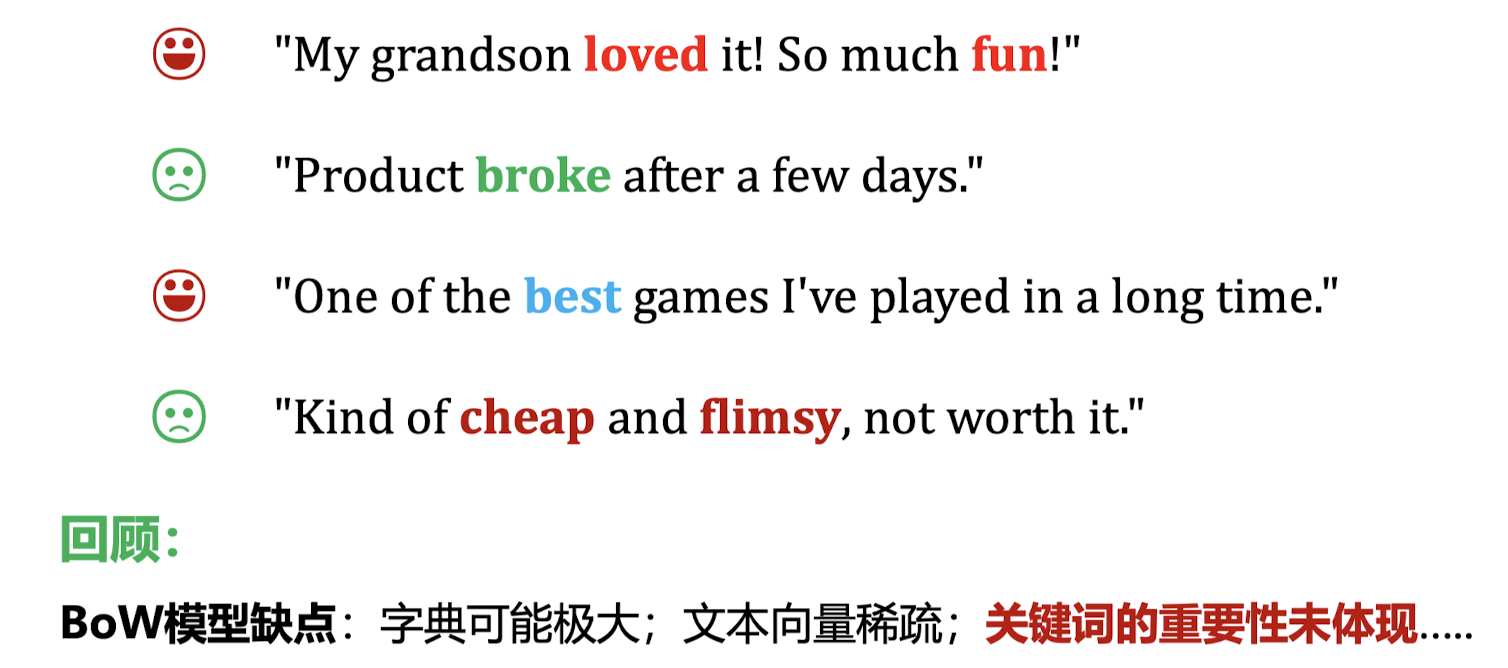 "My grandson loved it! So much fun!"
"Product broke after a few days."
"One of the best games I've played in a long time."
"Kind of cheap and flimsy, not worth it."
回顾：
BoW模型缺点：字典可能极大；文本向量稀疏；关键词的重要性未体现.....